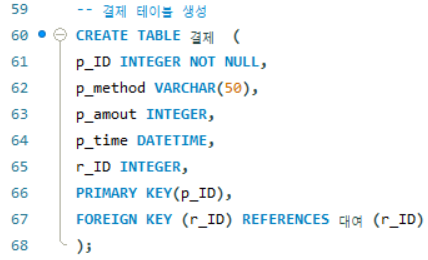 59 -- 결제 테이블 생성
60 CREATE TABLE 결제 (
61 p_ID INTEGER NOT NULL,
62 p_method VARCHAR(50),
63 p_amout INTEGER,
64 p_time DATETIME,
65 r_ID INTEGER,
66 PRIMARY KEY(p_ID),
67 FOREIGN KEY (r_ID) REFERENCES 대여 (r_ID)
68 );